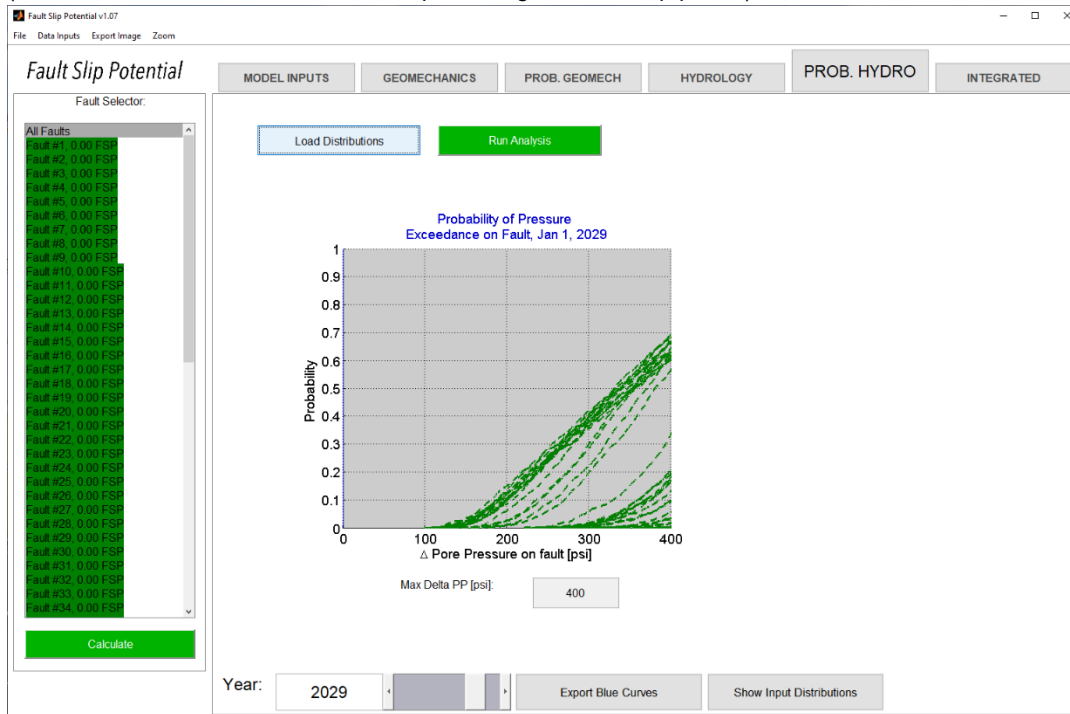 Fault Slip Potential v1.07
File Data Inputs Export Image Zoom
Fault Slip Potential
MODEL INPUTS GEOMECHANICS PROB. GEOMECH HYDROLOGY PROB. HYDRO INTEGRATED
Fault Selector:
All Faults
Fault #1, 0.00 FSP
Fault #2, 0.00 FSP
Fault #3, 0.00 FSP
Fault #4, 0.00 FSP
Fault #5, 0.00 FSP
Fault #6, 0.00 FSP
Fault #7, 0.00 FSP
Fault #8, 0.00 FSP
Fault #9, 0.00 FSP
Fault #10, 0.00 FSP
Fault #11, 0.00 FSP
Fault #12, 0.00 FSP
Fault #13, 0.00 FSP
Fault #14, 0.00 FSP
Fault #15, 0.00 FSP
Fault #16, 0.00 FSP
Fault #17, 0.00 FSP
Fault #18, 0.00 FSP
Fault #19, 0.00 FSP
Fault #20, 0.00 FSP
Fault #21, 0.00 FSP
Fault #22, 0.00 FSP
Fault #23, 0.00 FSP
Fault #24, 0.00 FSP
Fault #25, 0.00 FSP
Fault #26, 0.00 FSP
Fault #27, 0.00 FSP
Fault #28, 0.00 FSP
Fault #29, 0.00 FSP
Fault #30, 0.00 FSP
Fault #31, 0.00 FSP
Fault #32, 0.00 FSP
Fault #33, 0.00 FSP
Fault #34, 0.00 FSP
Calculate
Load Distributions Run Analysis
Probability of Pressure
Exceedance on Fault, Jan 1, 2029
1
0.9
0.8
0.7
0.6
0.5
0.4
0.3
0.2
0.1
0
Probability
0 100 200 300 400
Δ Pore Pressure on fault [psi]
Max Delta PP [psi]: 400
Year: 2029 Export Blue Curves Show Input Distributions